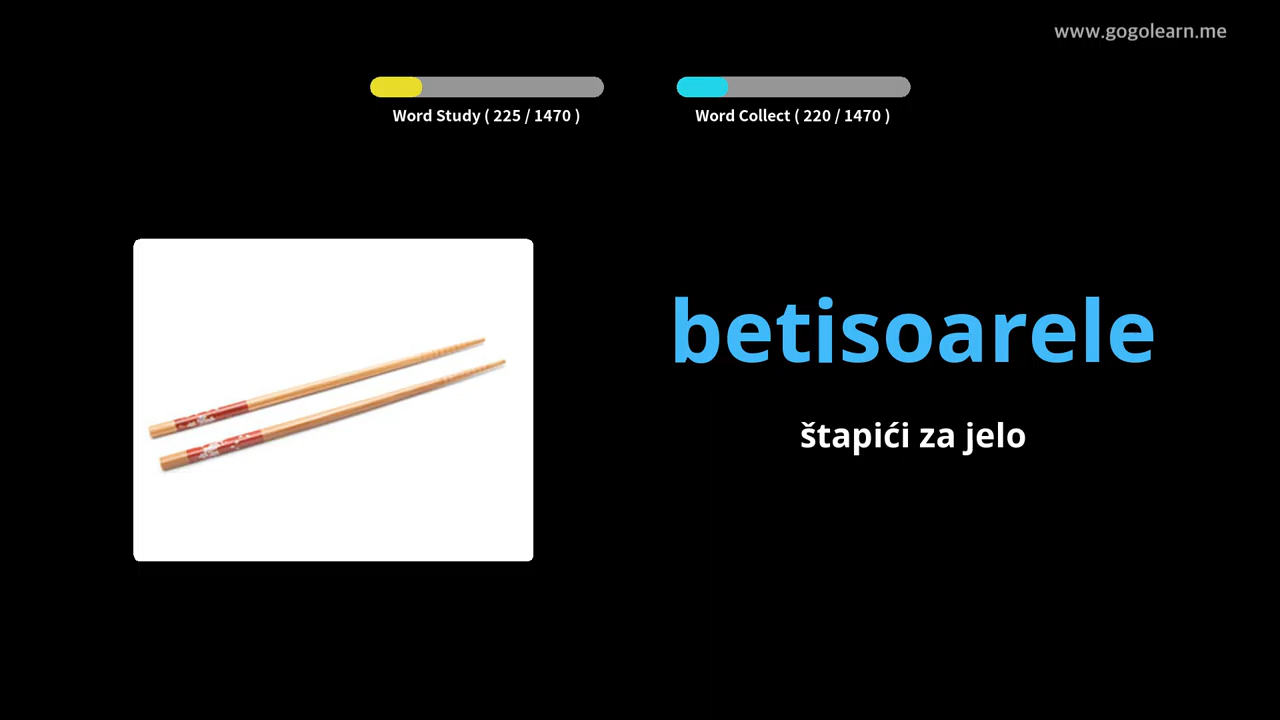 www.gogolearn.me
Word Study ( 225 / 1470 )
Word Collect ( 220 / 1470 )
betisoarele
štapići za jelo